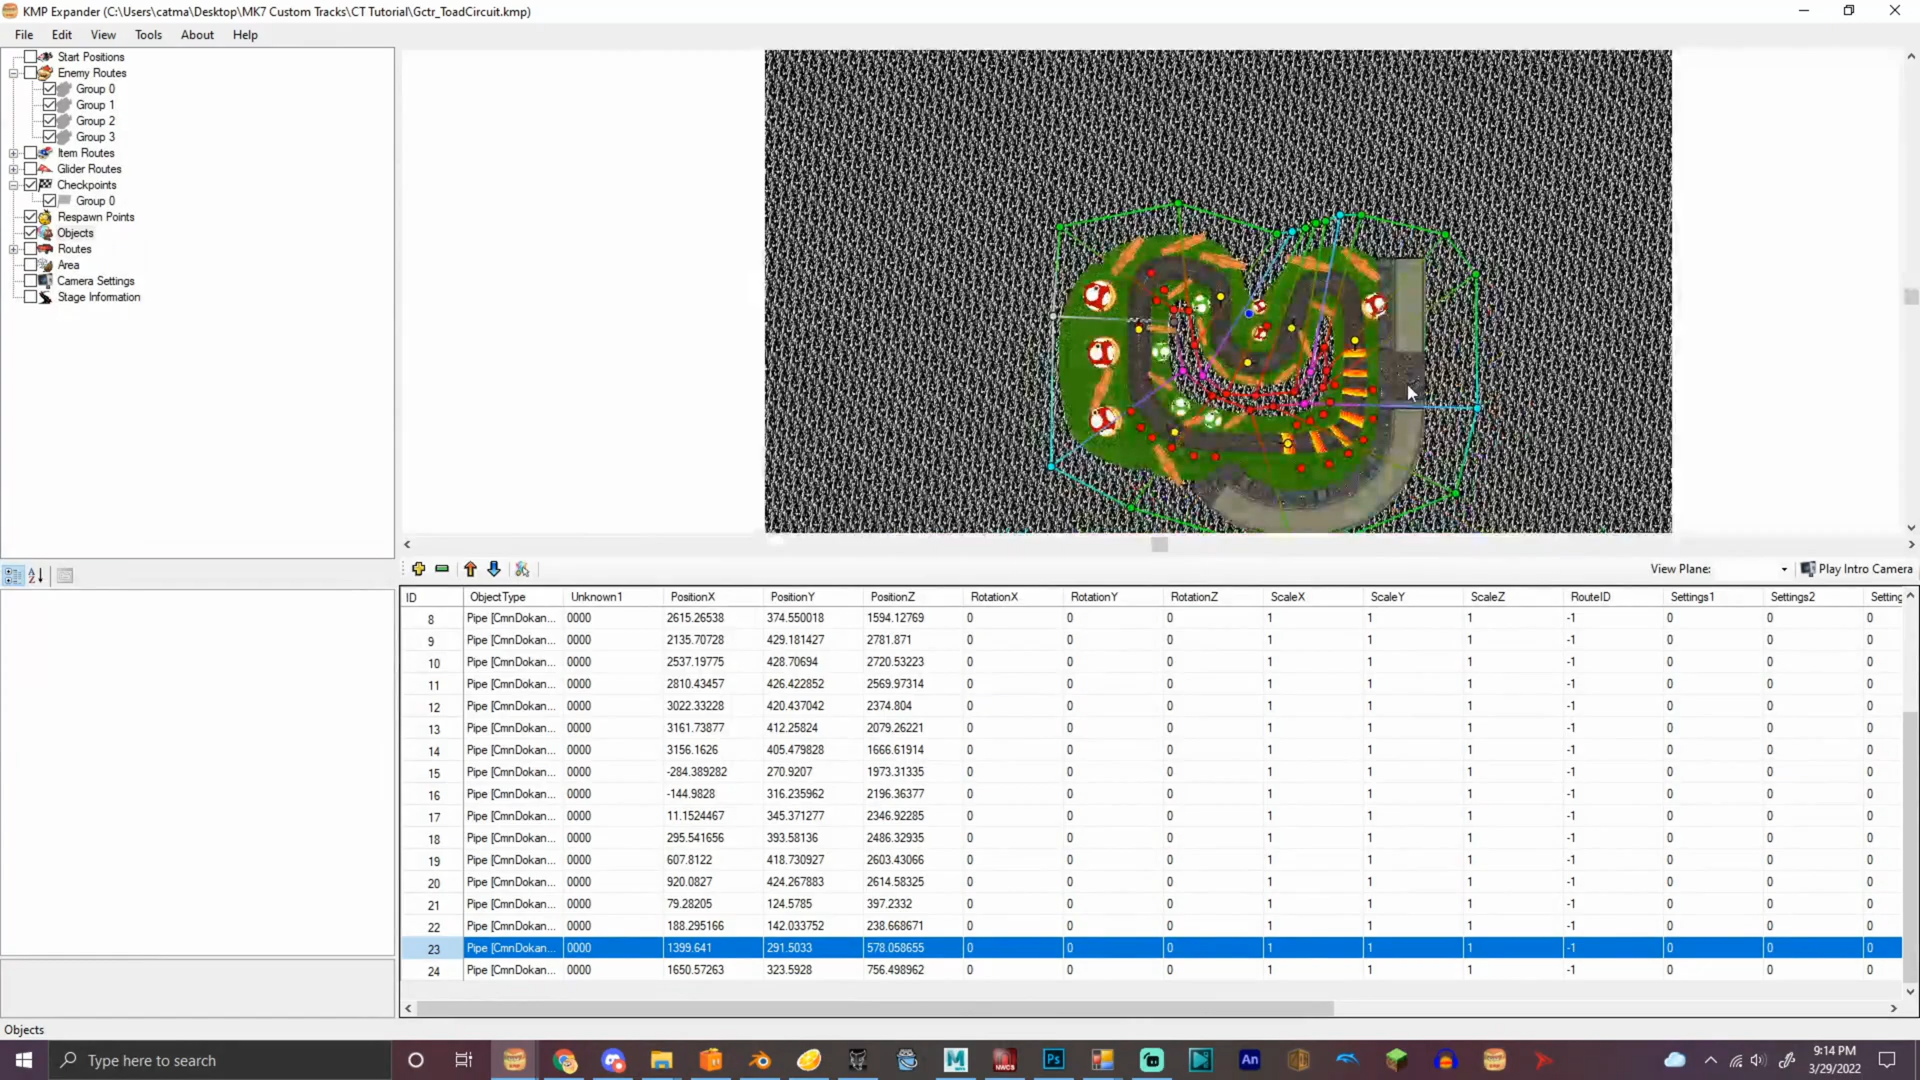 KMP Expander (C:\Users\catma\Desktop\MK7 Custom Tracks\CT Tutorial\Gctr_ToadCircuit.kmp)
File Edit View Tools About Help
Start Positions
Enemy Routes
Group 0
Group 1
Group 2
Group 3
Item Routes
Glider Routes
Checkpoints
Group 0
Respawn Points
Objects
Routes
Area
Camera Settings
Stage Information
View Plane: Play Intro Camera
ID ObjectType Unknown1 PositionX PositionY PositionZ RotationX RotationY RotationZ ScaleX ScaleY ScaleZ RouteID Settings1 Settings2 Setting
8 Pipe [CmnDokan... 0000 2615.26538 374.550018 1594.12769 0 0 0 1 1 1 -1 0 0 0
9 Pipe [CmnDokan... 0000 2135.70728 429.181427 2781.871 0 0 0 1 1 1 -1 0 0 0
10 Pipe [CmnDokan... 0000 2537.19775 428.70694 2720.53223 0 0 0 1 1 1 -1 0 0 0
11 Pipe [CmnDokan... 0000 2810.43457 426.422852 2569.97314 0 0 0 1 1 1 -1 0 0 0
12 Pipe [CmnDokan... 0000 3022.33228 420.437042 2374.804 0 0 0 1 1 1 -1 0 0 0
13 Pipe [CmnDokan... 0000 3161.73877 412.25824 2079.26221 0 0 0 1 1 1 -1 0 0 0
14 Pipe [CmnDokan... 0000 3156.1626 405.479828 1666.61914 0 0 0 1 1 1 -1 0 0 0
15 Pipe [CmnDokan... 0000 -284.389282 270.9207 1973.31335 0 0 0 1 1 1 -1 0 0 0
16 Pipe [CmnDokan... 0000 -144.9828 316.235962 2196.36377 0 0 0 1 1 1 -1 0 0 0
17 Pipe [CmnDokan... 0000 11.1524467 345.371277 2346.92285 0 0 0 1 1 1 -1 0 0 0
18 Pipe [CmnDokan... 0000 295.541656 393.58136 2486.32935 0 0 0 1 1 1 -1 0 0 0
19 Pipe [CmnDokan... 0000 607.8122 418.730927 2603.43066 0 0 0 1 1 1 -1 0 0 0
20 Pipe [CmnDokan... 0000 920.0827 424.267883 2614.58325 0 0 0 1 1 1 -1 0 0 0
21 Pipe [CmnDokan... 0000 79.28205 124.5785 397.2332 0 0 0 1 1 1 -1 0 0 0
22 Pipe [CmnDokan... 0000 188.295166 142.033752 238.668671 0 0 0 1 1 1 -1 0 0 0
23 Pipe [CmnDokan... 0000 1399.641 291.5033 578.058655 0 0 0 1 1 1 -1 0 0 0
24 Pipe [CmnDokan... 0000 1650.57263 323.5928 756.498962 0 0 0 1 1 1 -1 0 0 0
Objects
Type here to search
9:14 PM
3/29/2022